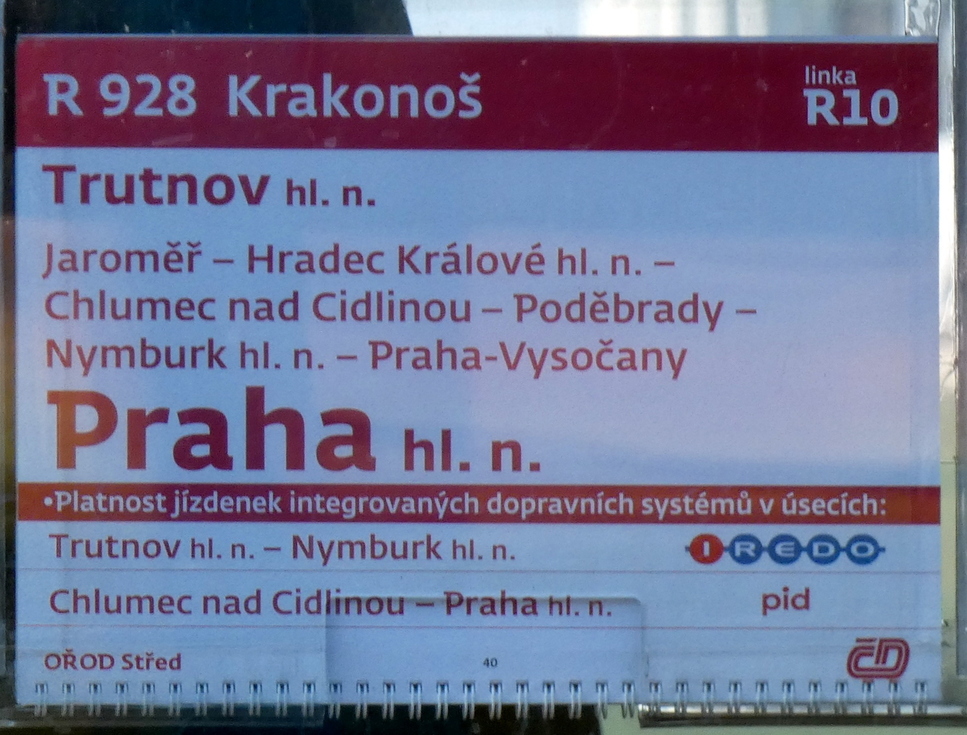 R 928 Krakonoš
linka
R10
Trutnov hl. n.
Jaroměř – Hradec Králové hl. n. –
Chlumec nad Cidlinou – Poděbrady –
Nymburk hl. n. – Praha-Vysočany
Praha hl. n.
•Platnost jízdenek integrovaných dopravních systémů v úsecích:
Trutnov hl. n. – Nymburk hl. n. IREDO
Chlumec nad Cidlinou – Praha hl. n. pid
OŘOD Střed 40 ČD